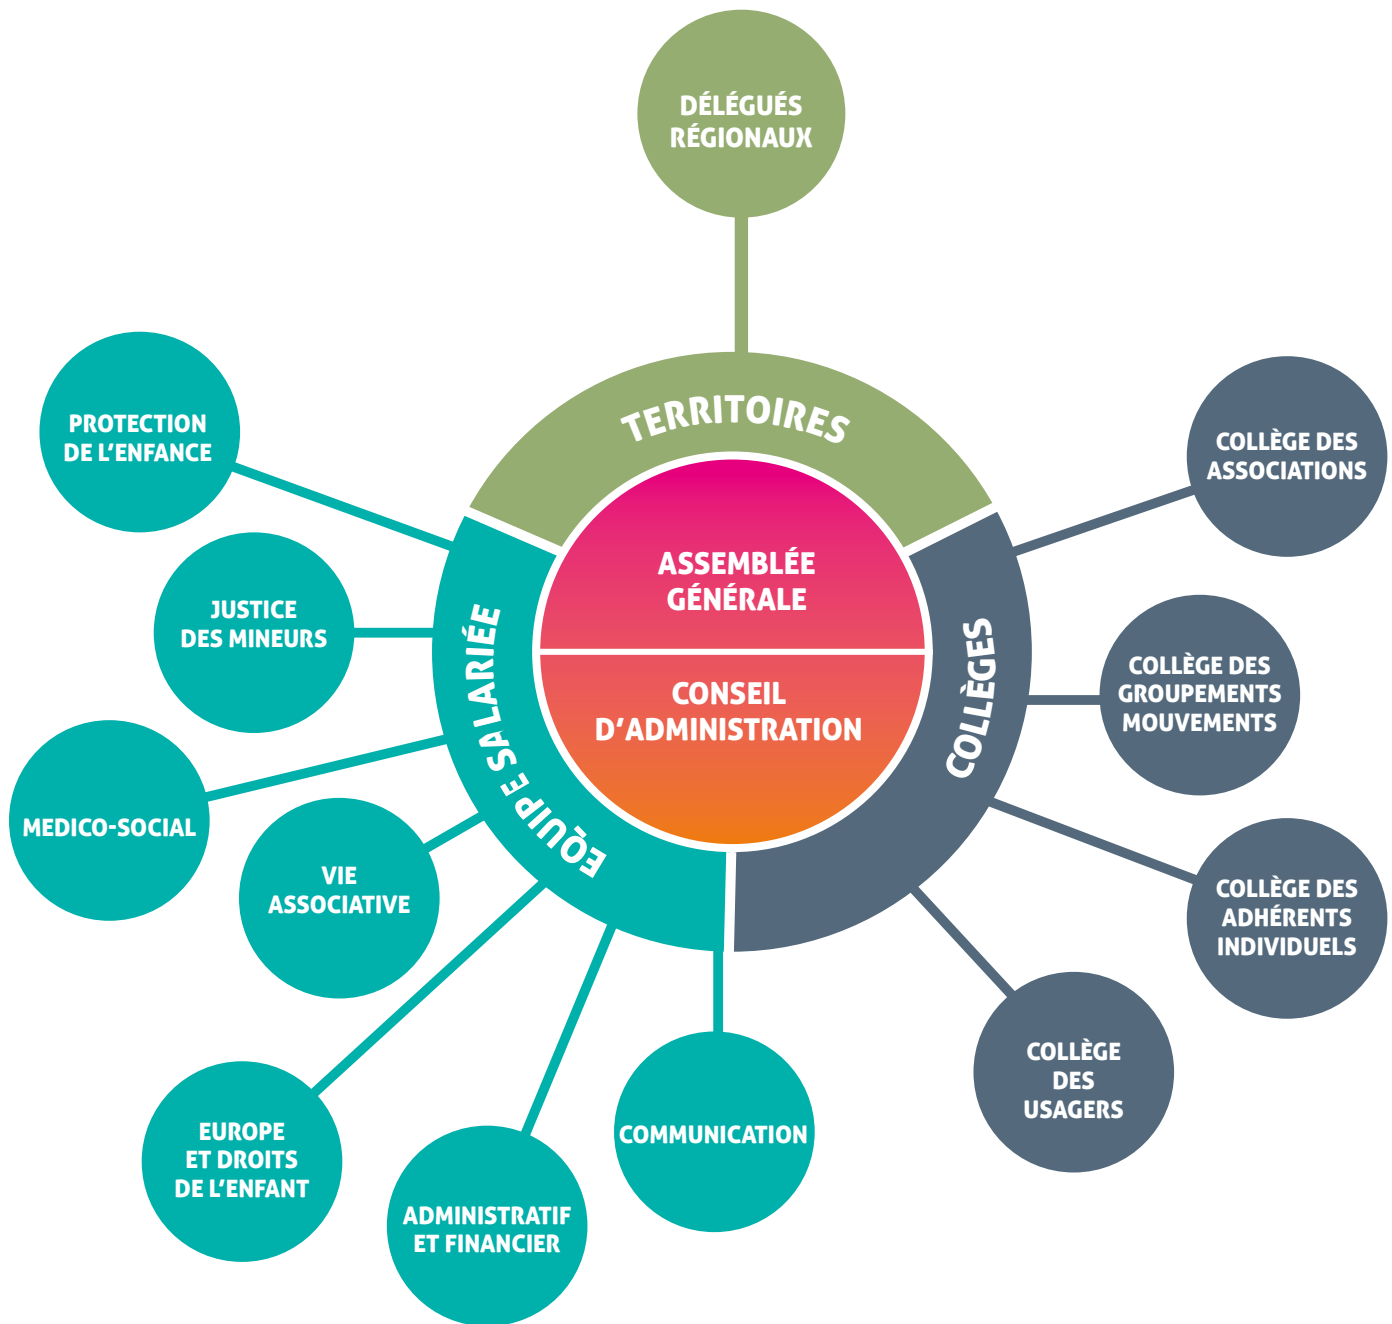 DÉLÉGUÉS
RÉGIONAUX
TERRITOIRES
PROTECTION
DE L'ENFANCE
COLLÈGE DES
ASSOCIATIONS
ASSEMBLÉE
GÉNÉRALE
JUSTICE
DES MINEURS
EQUIPE SALARIÉE
COLLÈGES
COLLÈGE DES
GROUPEMENTS
MOUVEMENTS
CONSEIL
D'ADMINISTRATION
MEDICO-SOCIAL
VIE
ASSOCIATIVE
COLLÈGE DES
ADHÉRENTS
INDIVIDUELS
COLLÈGE
DES
USAGERS
EUROPE
ET DROITS
DE L'ENFANT
COMMUNICATION
ADMINISTRATIF
ET FINANCIER